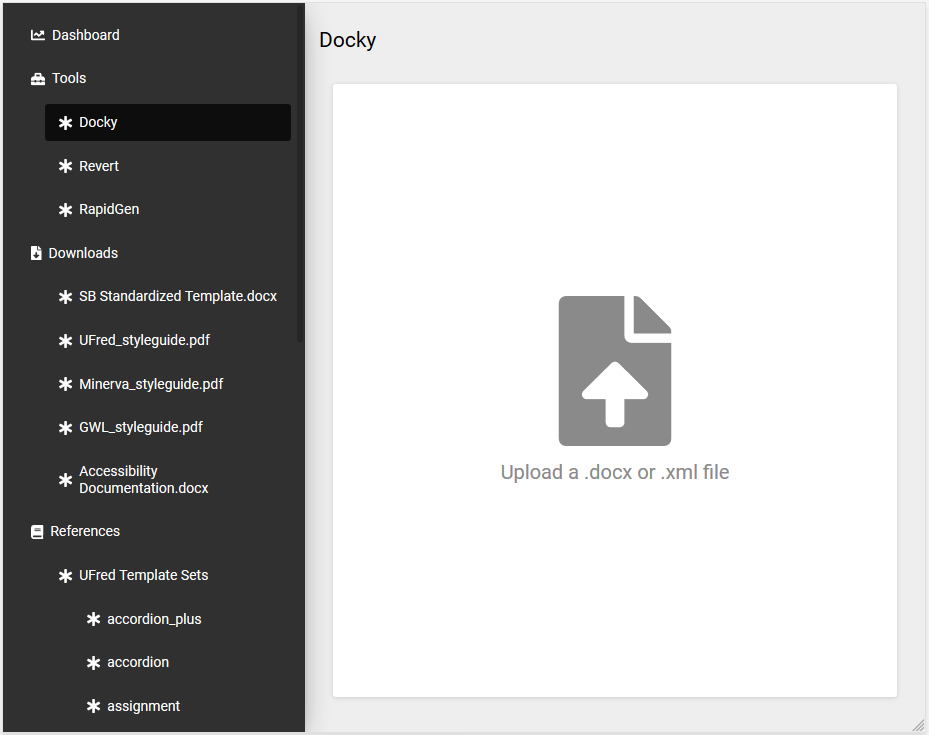 Dashboard
Tools
Docky
Revert
RapidGen
Downloads
SB Standardized Template.docx
UFred_styleguide.pdf
Minerva_styleguide.pdf
GWL_styleguide.pdf
Accessibility
Documentation.docx
References
UFred Template Sets
accordion_plus
accordion
assignment
Docky
Upload a .docx or .xml file